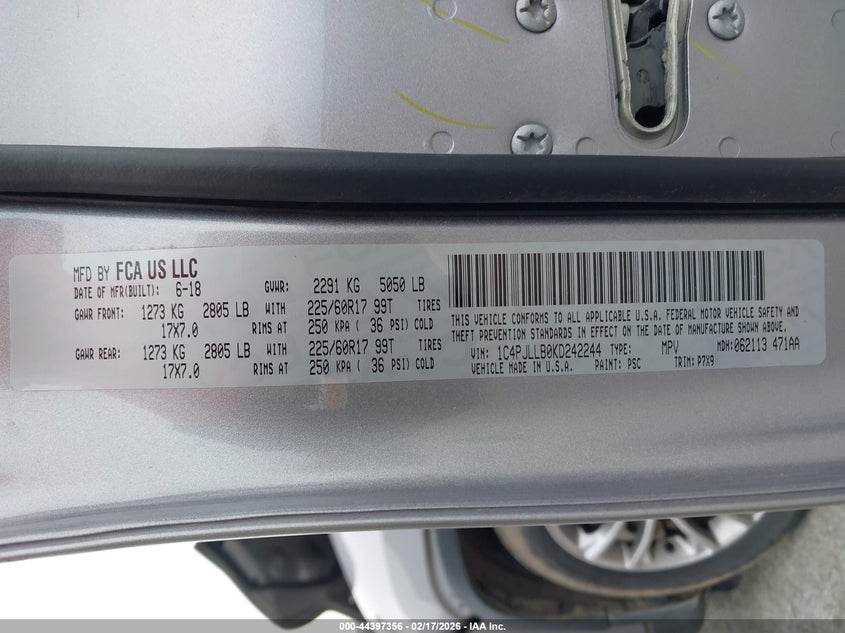 MFD BY FCA US LLC
DATE OF MFR(BUILT): 6-18 GVWR: 2291 KG 5050 LB
GAWR FRONT: 1273 KG 2805 LB WITH 225/60R17 99T TIRES
17X7.0 RIMS AT 250 KPA ( 36 PSI) COLD
GAWR REAR: 1273 KG 2805 LB WITH 225/60R17 99T TIRES
17X7.0 RIMS AT 250 KPA ( 36 PSI) COLD
THIS VEHICLE CONFORMS TO ALL APPLICABLE U.S.A. FEDERAL MOTOR VEHICLE SAFETY AND
THEFT PREVENTION STANDARDS IN EFFECT ON THE DATE OF MANUFACTURE SHOWN ABOVE.
VIN: 1C4PJLLB0KD242244 TYPE: MPV MDH: 062113 471AA
VEHICLE MADE IN U.S.A. PAINT: PSC TRIM: P7X9
000-44397356 - 02/17/2026 - IAA Inc.